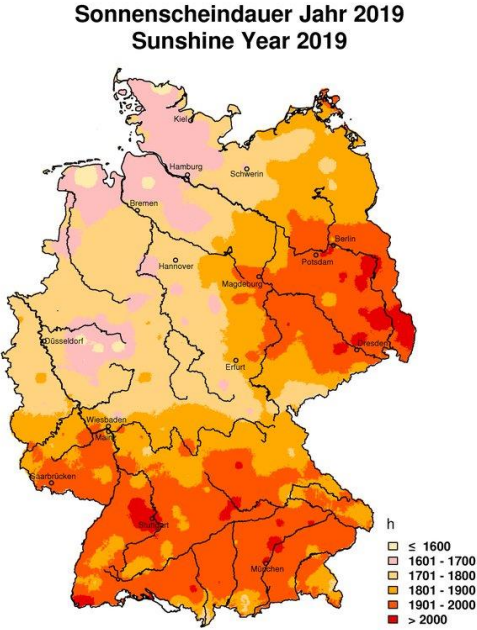 Sonnenscheindauer Jahr 2019
Sunshine Year 2019
Kiel
Hamburg
Schwerin
Bremen
Berlin
Hannover
Potsdam
Magdeburg
Düsseldorf
Dresden
Erfurt
Wiesbaden
Mainz
Saarbrücken
Stuttgart
München
h
≤ 1600
1601 - 1700
1701 - 1800
1801 - 1900
1901 - 2000
> 2000